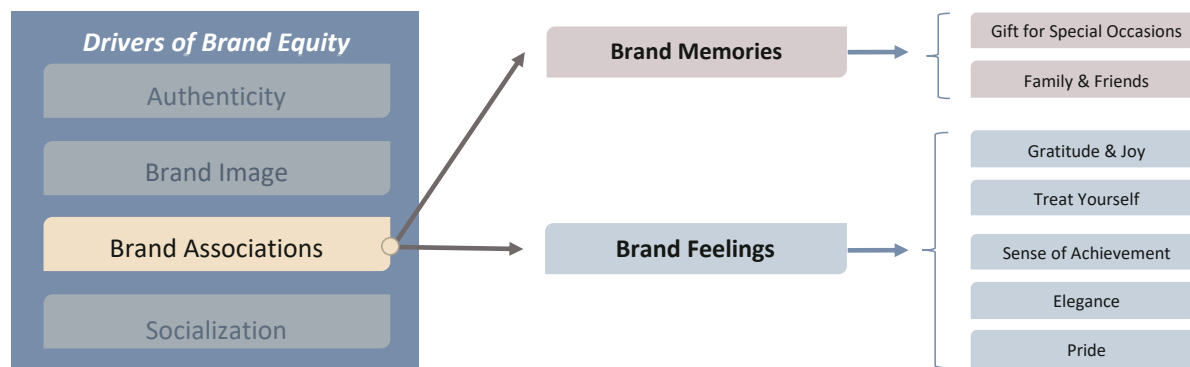 Drivers of Brand Equity
Authenticity
Brand Image
Brand Associations
Socialization
Brand Memories
Gift for Special Occasions
Family & Friends
Brand Feelings
Gratitude & Joy
Treat Yourself
Sense of Achievement
Elegance
Pride